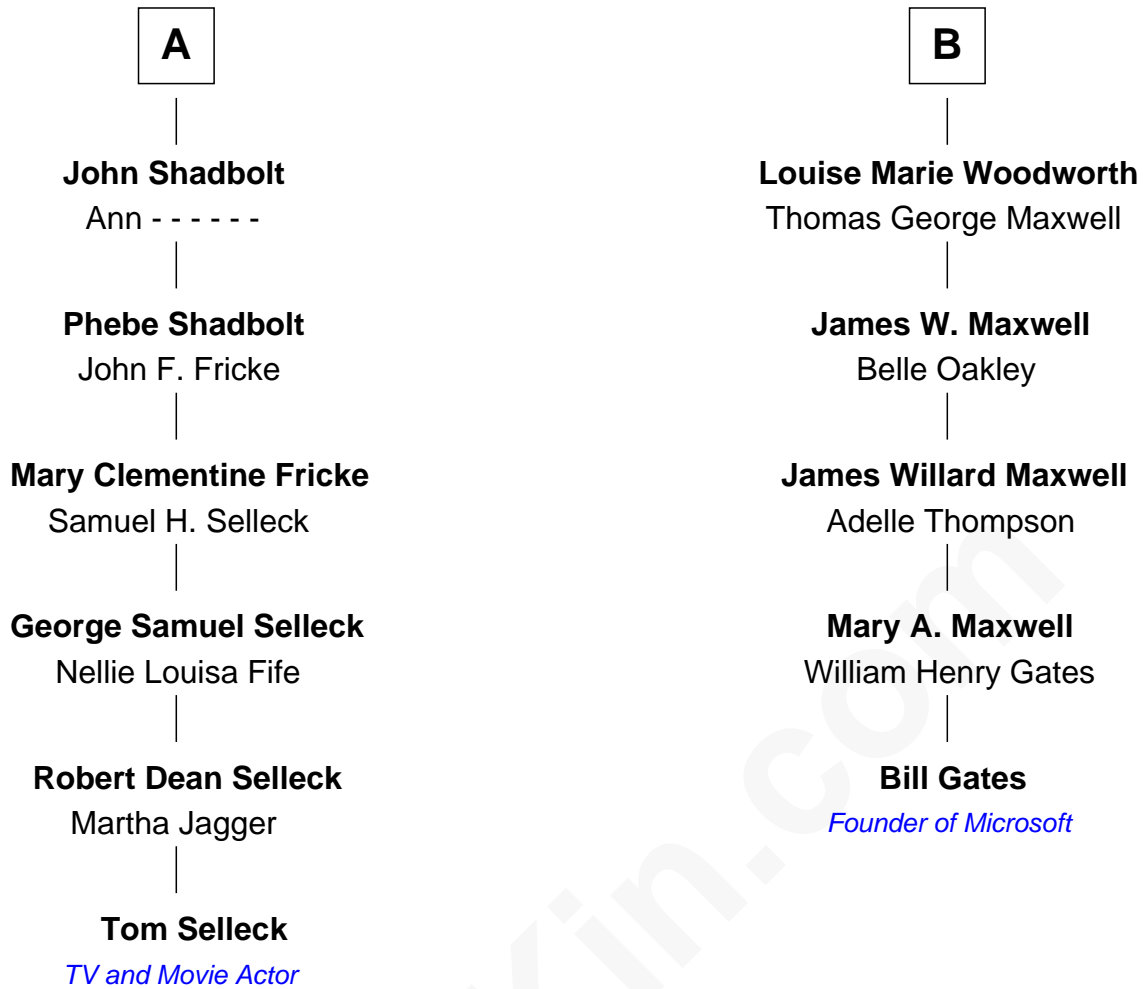 A
John Shadbolt
Ann - - - - - -
Phebe Shadbolt
John F. Fricke
Mary Clementine Fricke
Samuel H. Selleck
George Samuel Selleck
Nellie Louisa Fife
Robert Dean Selleck
Martha Jagger
Tom Selleck
TV and Movie Actor
B
Louise Marie Woodworth
Thomas George Maxwell
James W. Maxwell
Belle Oakley
James Willard Maxwell
Adelle Thompson
Mary A. Maxwell
William Henry Gates
Bill Gates
Founder of Microsoft
Kin.com